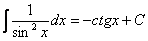 ∫ 1/sin² x dx = −ctgx + C